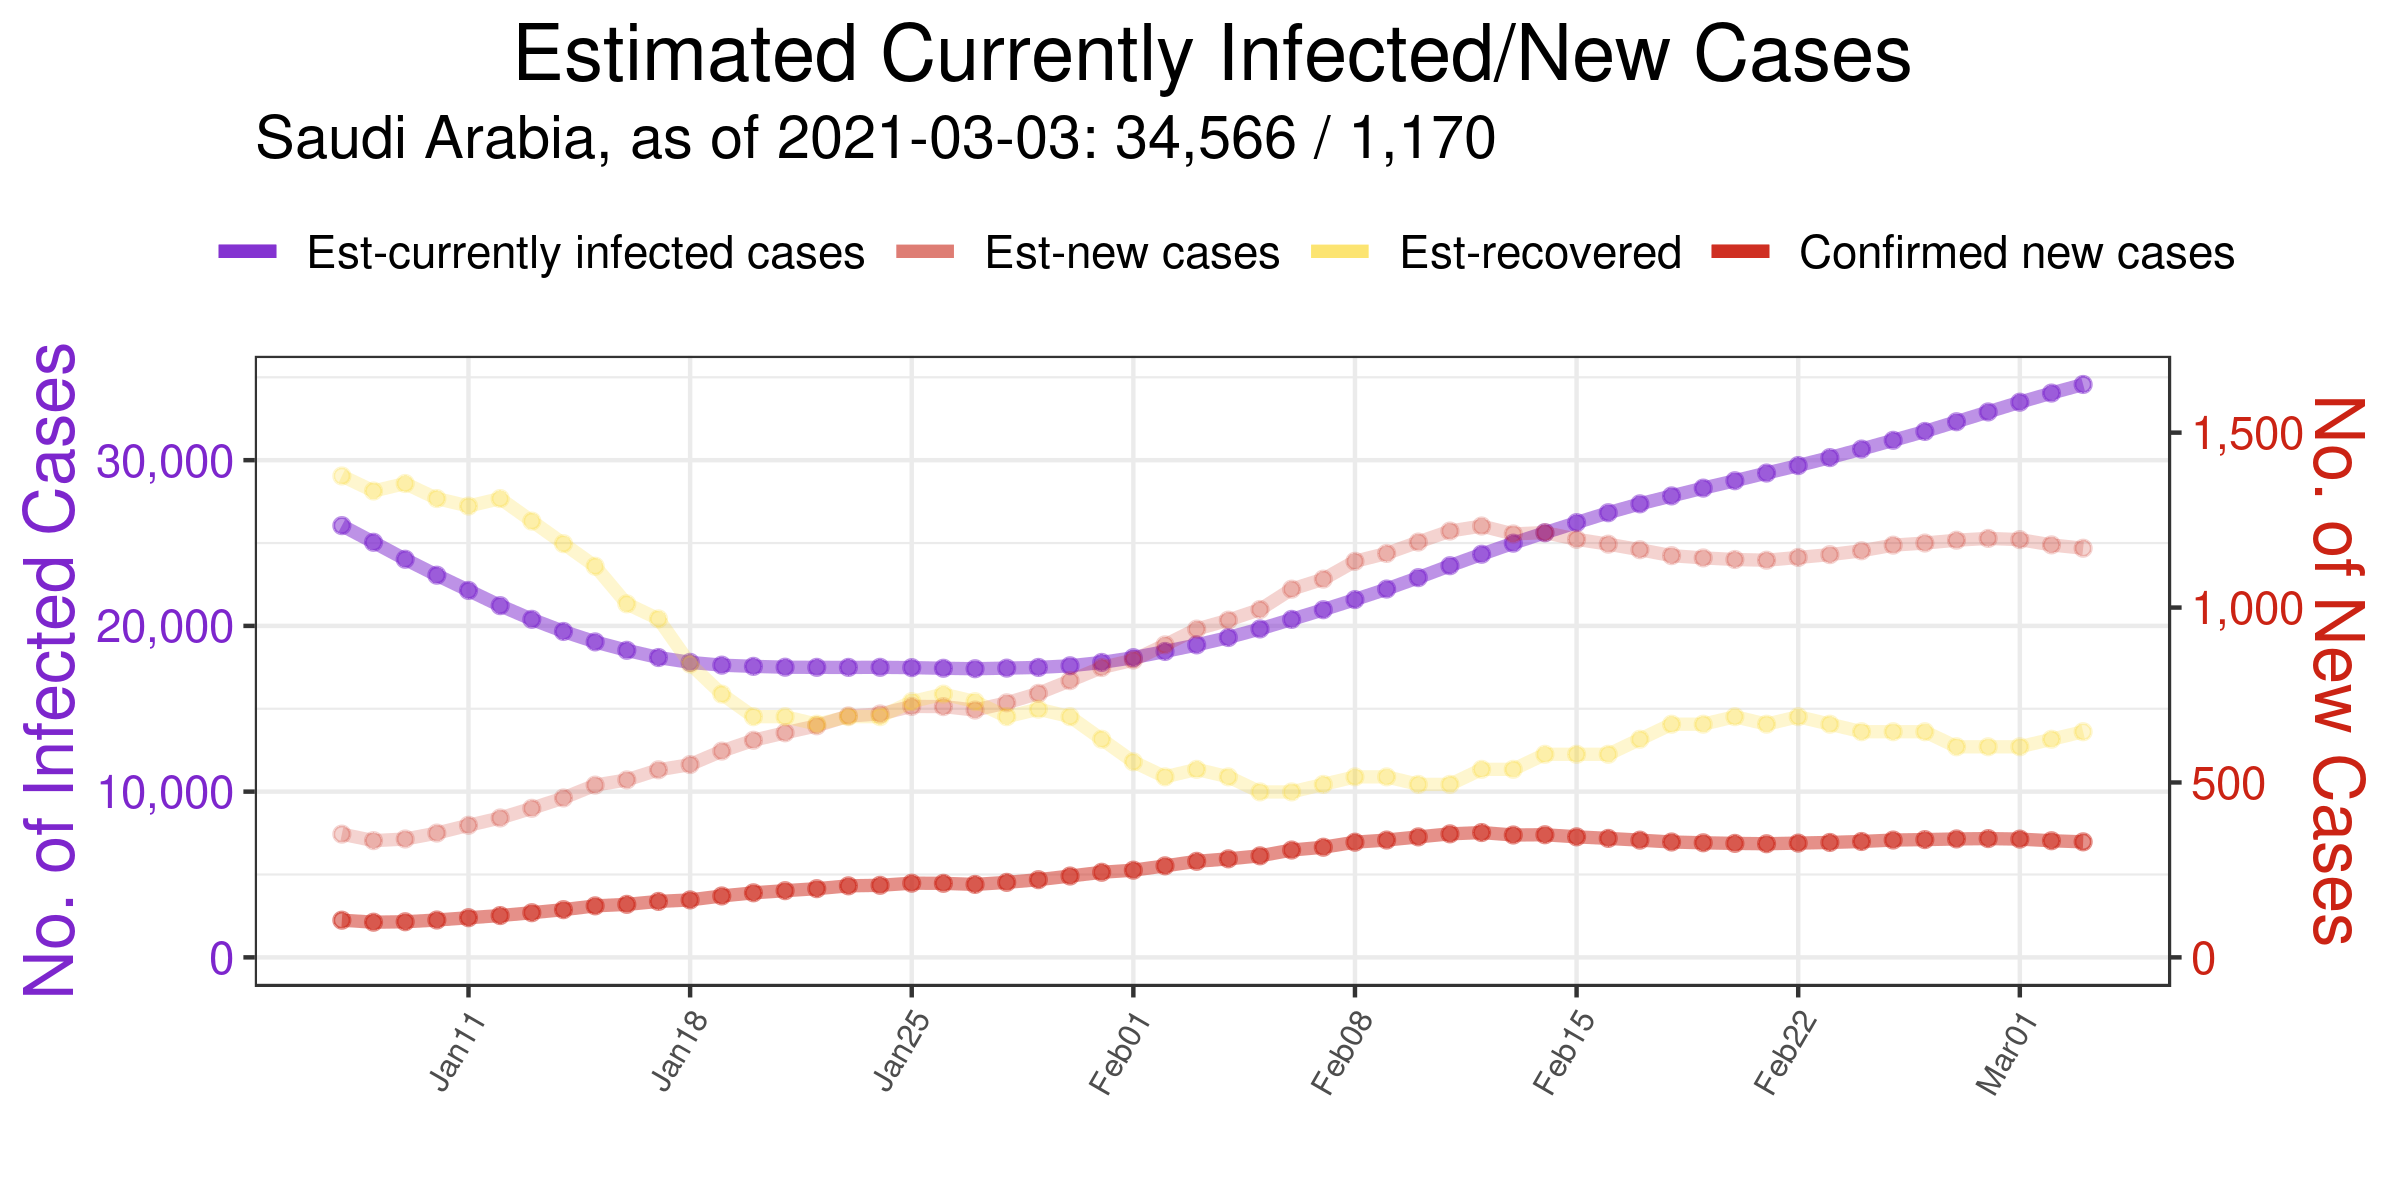 Estimated Currently Infected/New Cases
Saudi Arabia, as of 2021-03-03: 34,566 / 1,170
Est-currently infected cases
Est-new cases
Est-recovered
Confirmed new cases
No. of Infected Cases
30,000
20,000
10,000
0
1,500
1,000
500
0
No. of New Cases
Jan11
Jan18
Jan25
Feb01
Feb08
Feb15
Feb22
Mar01